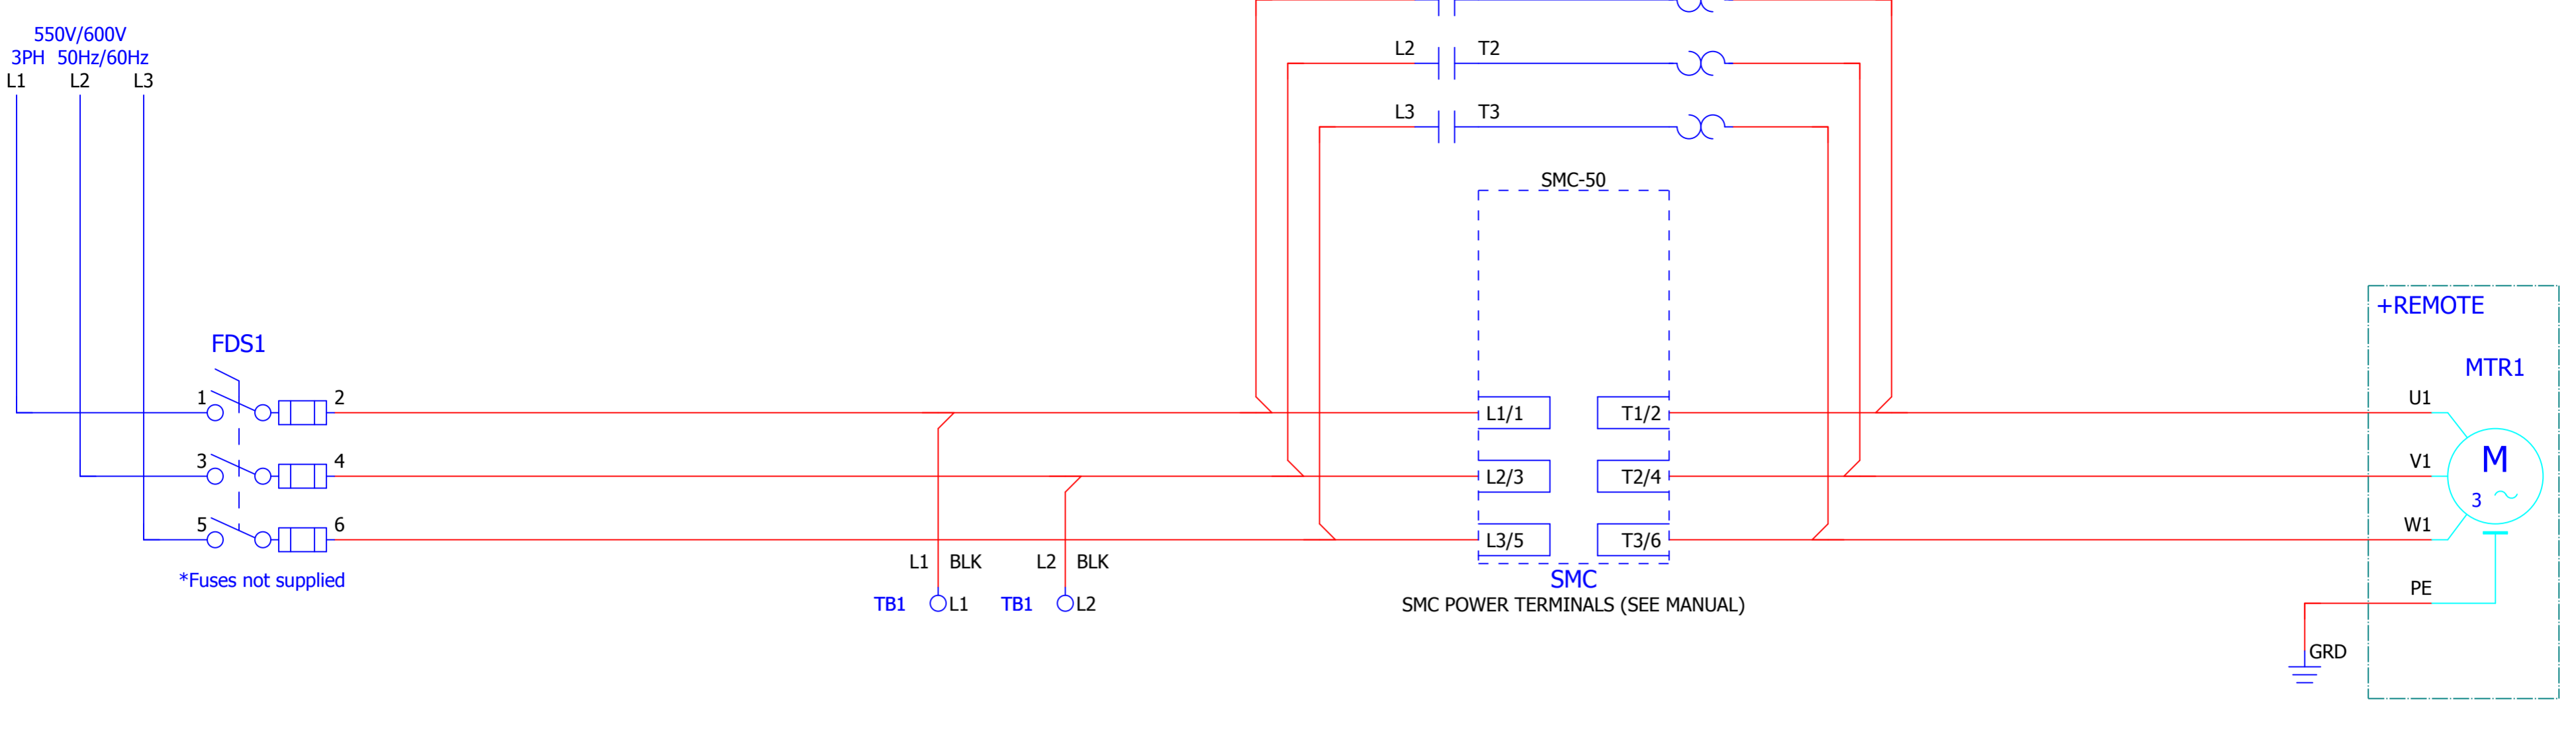 550V/600V
3PH 50Hz/60Hz
L1 L2 L3
L2 T2
L3 T3
SMC-50
+REMOTE
FDS1
MTR1
1 2 L1/1 T1/2 U1
3 4 L2/3 T2/4 V1
M
3
5 6 L3/5 T3/6 W1
L1 BLK L2 BLK
*Fuses not supplied
SMC
PE
TB1 L1 TB1 L2
SMC POWER TERMINALS (SEE MANUAL)
GRD